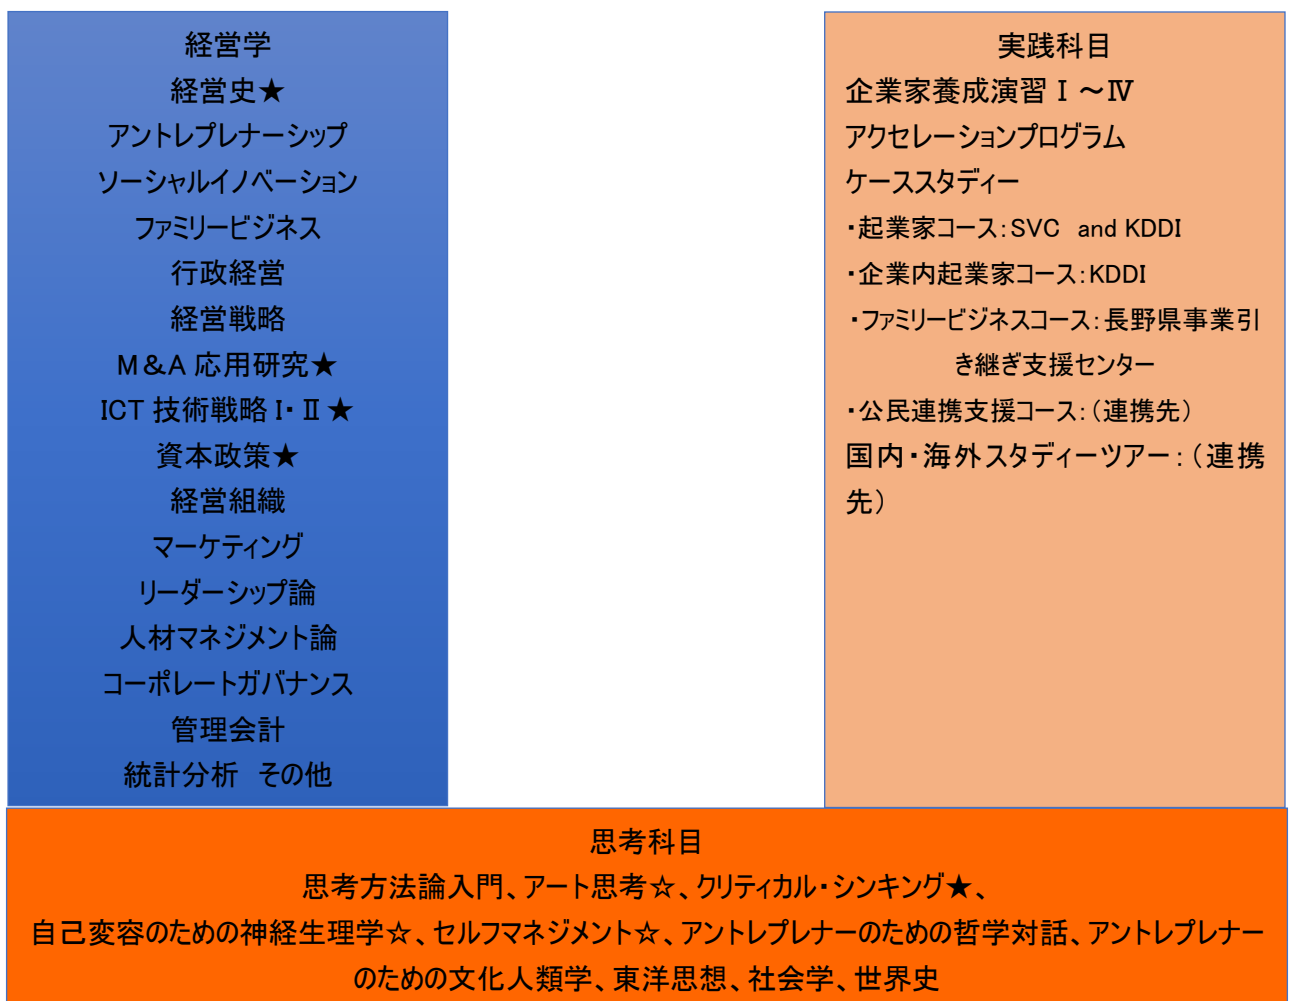 経営学
経営史★
アントレプレナーシップ
ソーシャルイノベーション
ファミリービジネス
行政経営
経営戦略
M&A 応用研究★
ICT 技術戦略 I・Ⅱ★
資本政策★
経営組織
マーケティング
リーダーシップ論
人材マネジメント論
コーポレートガバナンス
管理会計
統計分析　その他
実践科目
企業家養成演習 I ～Ⅳ
アクセレーションプログラム
ケーススタディー
・起業家コース：SVC　and KDDI
・企業内起業家コース：KDDI
・ファミリービジネスコース：長野県事業引
き継ぎ支援センター
・公民連携支援コース：（連携先）
国内・海外スタディーツアー：（連携
先）
思考科目
思考方法論入門、アート思考☆、クリティカル・シンキング★、
自己変容のための神経生理学☆、セルフマネジメント☆、アントレプレナーのための哲学対話、アントレプレナー
のための文化人類学、東洋思想、社会学、世界史